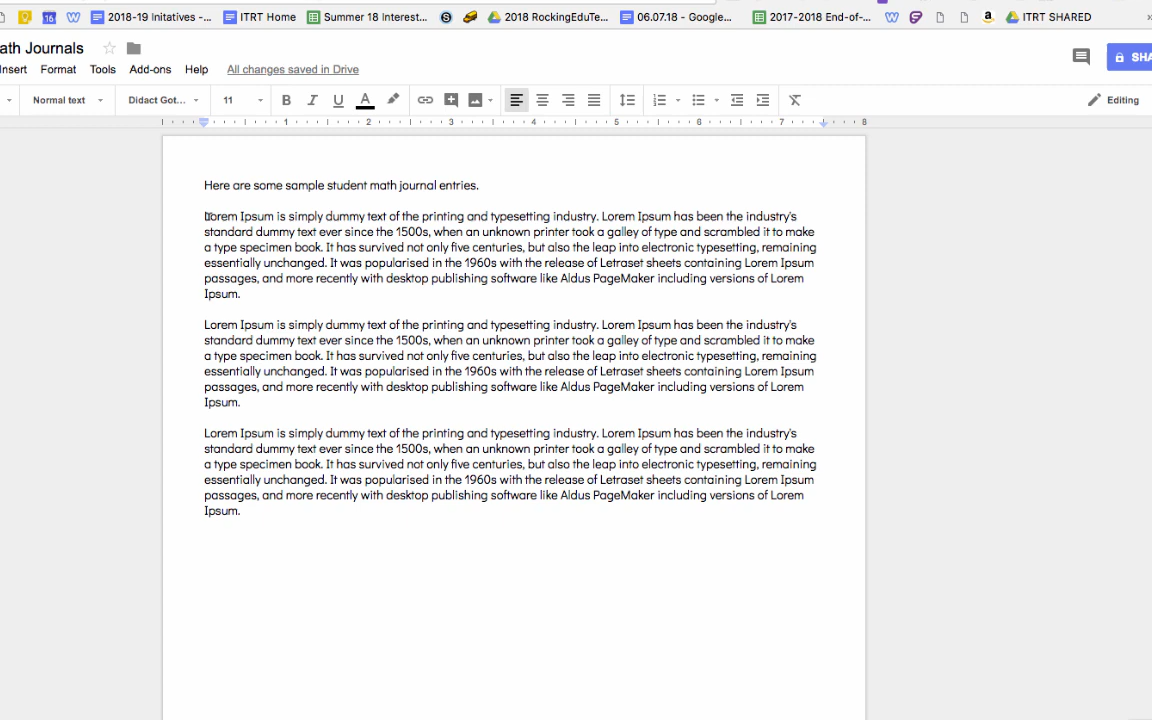 2018-19 Initatives -... ITRT Home Summer 18 Interest... 2018 RockingEduTe... 06.07.18 - Google... 2017-2018 End-of-... ITRT SHARED
ath Journals
nsert Format Tools Add-ons Help All changes saved in Drive SHA
Normal text Didact Got... 11 B I U A Editing
1 2 3 4 5 6 7 8
Here are some sample student math journal entries.
Lorem Ipsum is simply dummy text of the printing and typesetting industry. Lorem Ipsum has been the industry's
standard dummy text ever since the 1500s, when an unknown printer took a galley of type and scrambled it to make
a type specimen book. It has survived not only five centuries, but also the leap into electronic typesetting, remaining
essentially unchanged. It was popularised in the 1960s with the release of Letraset sheets containing Lorem Ipsum
passages, and more recently with desktop publishing software like Aldus PageMaker including versions of Lorem
Ipsum.
Lorem Ipsum is simply dummy text of the printing and typesetting industry. Lorem Ipsum has been the industry's
standard dummy text ever since the 1500s, when an unknown printer took a galley of type and scrambled it to make
a type specimen book. It has survived not only five centuries, but also the leap into electronic typesetting, remaining
essentially unchanged. It was popularised in the 1960s with the release of Letraset sheets containing Lorem Ipsum
passages, and more recently with desktop publishing software like Aldus PageMaker including versions of Lorem
Ipsum.
Lorem Ipsum is simply dummy text of the printing and typesetting industry. Lorem Ipsum has been the industry's
standard dummy text ever since the 1500s, when an unknown printer took a galley of type and scrambled it to make
a type specimen book. It has survived not only five centuries, but also the leap into electronic typesetting, remaining
essentially unchanged. It was popularised in the 1960s with the release of Letraset sheets containing Lorem Ipsum
passages, and more recently with desktop publishing software like Aldus PageMaker including versions of Lorem
Ipsum.